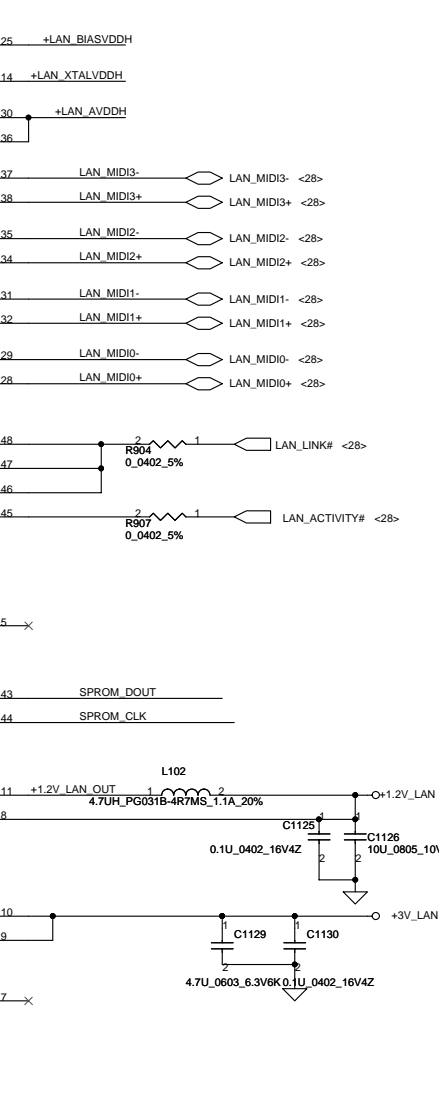 25 +LAN_BIASVDDH
14 +LAN_XTALVDDH
30 +LAN_AVDDH
36
37 LAN_MIDI3- LAN_MIDI3- <28>
38 LAN_MIDI3+ LAN_MIDI3+ <28>
35 LAN_MIDI2- LAN_MIDI2- <28>
34 LAN_MIDI2+ LAN_MIDI2+ <28>
31 LAN_MIDI1- LAN_MIDI1- <28>
32 LAN_MIDI1+ LAN_MIDI1+ <28>
29 LAN_MIDI0- LAN_MIDI0- <28>
28 LAN_MIDI0+ LAN_MIDI0+ <28>
48 2 1 LAN_LINK# <28>
R904
0_0402_5%
47
46
45 2 1 LAN_ACTIVITY# <28>
R907
0_0402_5%
5
43 SPROM_DOUT
44 SPROM_CLK
L102
11 +1.2V_LAN_OUT 1 2 +1.2V_LAN
4.7UH_PG031B-4R7MS_1.1A_20%
8
1 1
C1125 C1126
0.1U_0402_16V4Z 10U_0805_10V
2 2
10 +3V_LAN
9
1 1
C1129 C1130
2 2
4.7U_0603_6.3V6K 0.1U_0402_16V4Z
7